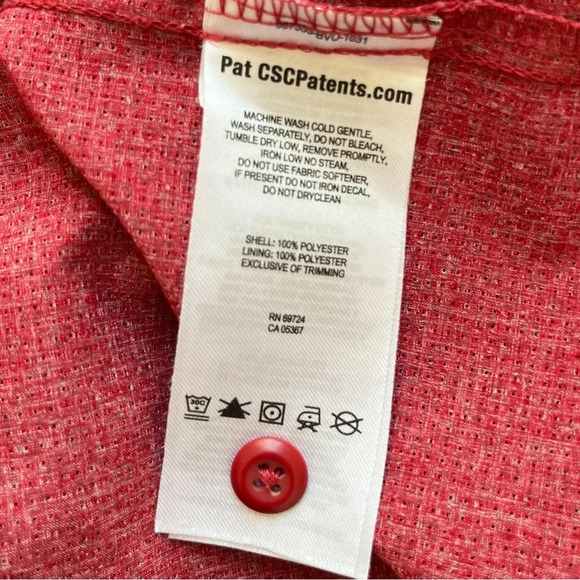 Pat CSCPatents.com
MACHINE WASH COLD GENTLE,
WASH SEPARATELY, DO NOT BLEACH,
TUMBLE DRY LOW, REMOVE PROMPTLY,
IRON LOW NO STEAM,
DO NOT USE FABRIC SOFTENER,
IF PRESENT DO NOT IRON DECAL,
DO NOT DRYCLEAN
SHELL: 100% POLYESTER
LINING: 100% POLYESTER
EXCLUSIVE OF TRIMMING
RN 69724
CA 05367
30C